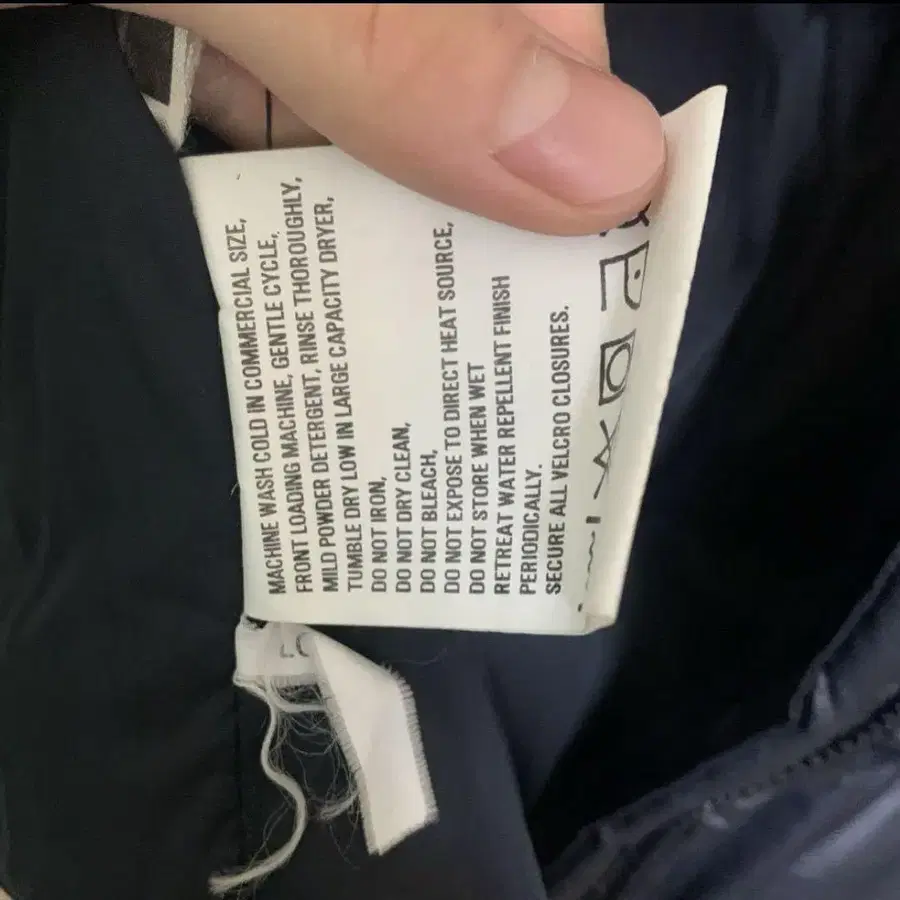 MACHINE WASH COLD IN COMMERCIAL SIZE,
FRONT LOADING MACHINE, GENTLE CYCLE,
MILD POWDER DETERGENT, RINSE THOROUGHLY,
TUMBLE DRY LOW IN LARGE CAPACITY DRYER,
DO NOT IRON,
DO NOT DRY CLEAN,
DO NOT BLEACH,
DO NOT EXPOSE TO DIRECT HEAT SOURCE,
DO NOT STORE WHEN WET
RETREAT WATER REPELLENT FINISH
PERIODICALLY.
SECURE ALL VELCRO CLOSURES.